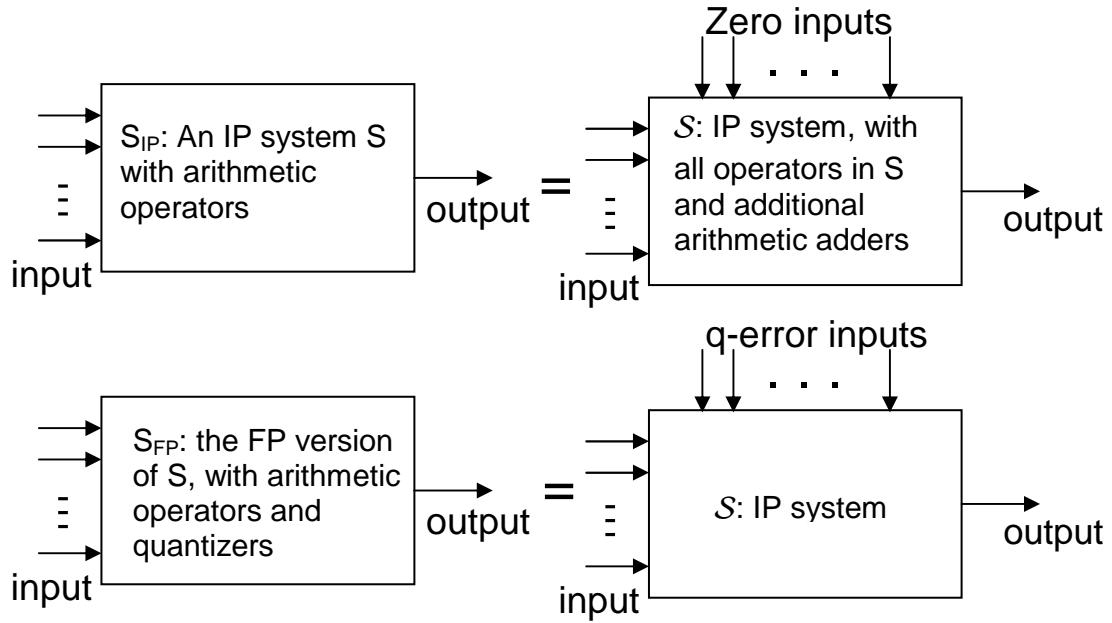 Zero inputs
. . .
S_IP: An IP system S
with arithmetic
operators
input
output
=
𝒮: IP system, with
all operators in S
and additional
arithmetic adders
input
output
q-error inputs
. . .
S_FP: the FP version
of S, with arithmetic
operators and
quantizers
input
output
=
𝒮: IP system
input
output